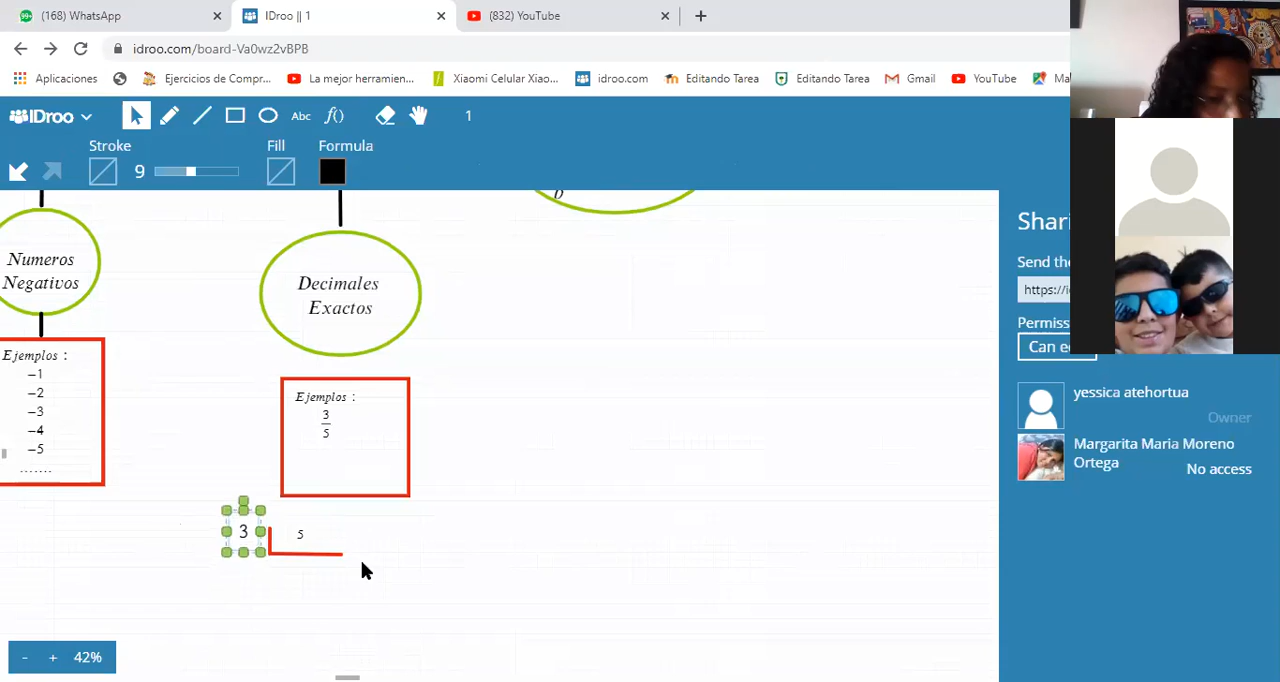 99+ (168) WhatsApp
IDroo || 1
(832) YouTube
idroo.com/board-Va0wz2vBPB
Aplicaciones
Ejercicios de Compr...
La mejor herramien...
Xiaomi Celular Xiao...
idroo.com
Editando Tarea
Editando Tarea
Gmail
YouTube
IDroo
Abc
f()
1
Stroke
9
Fill
Formula
Numeros
Negativos
Ejemplos :
−1
−2
−3
−4
−5
.......
Decimales
Exactos
Ejemplos :
3
5
3
5
Shari
Send the
https://i
Permiss
Can e
yessica atehortua
Owner
Margarita Maria Moreno
Ortega
No access
- + 42%